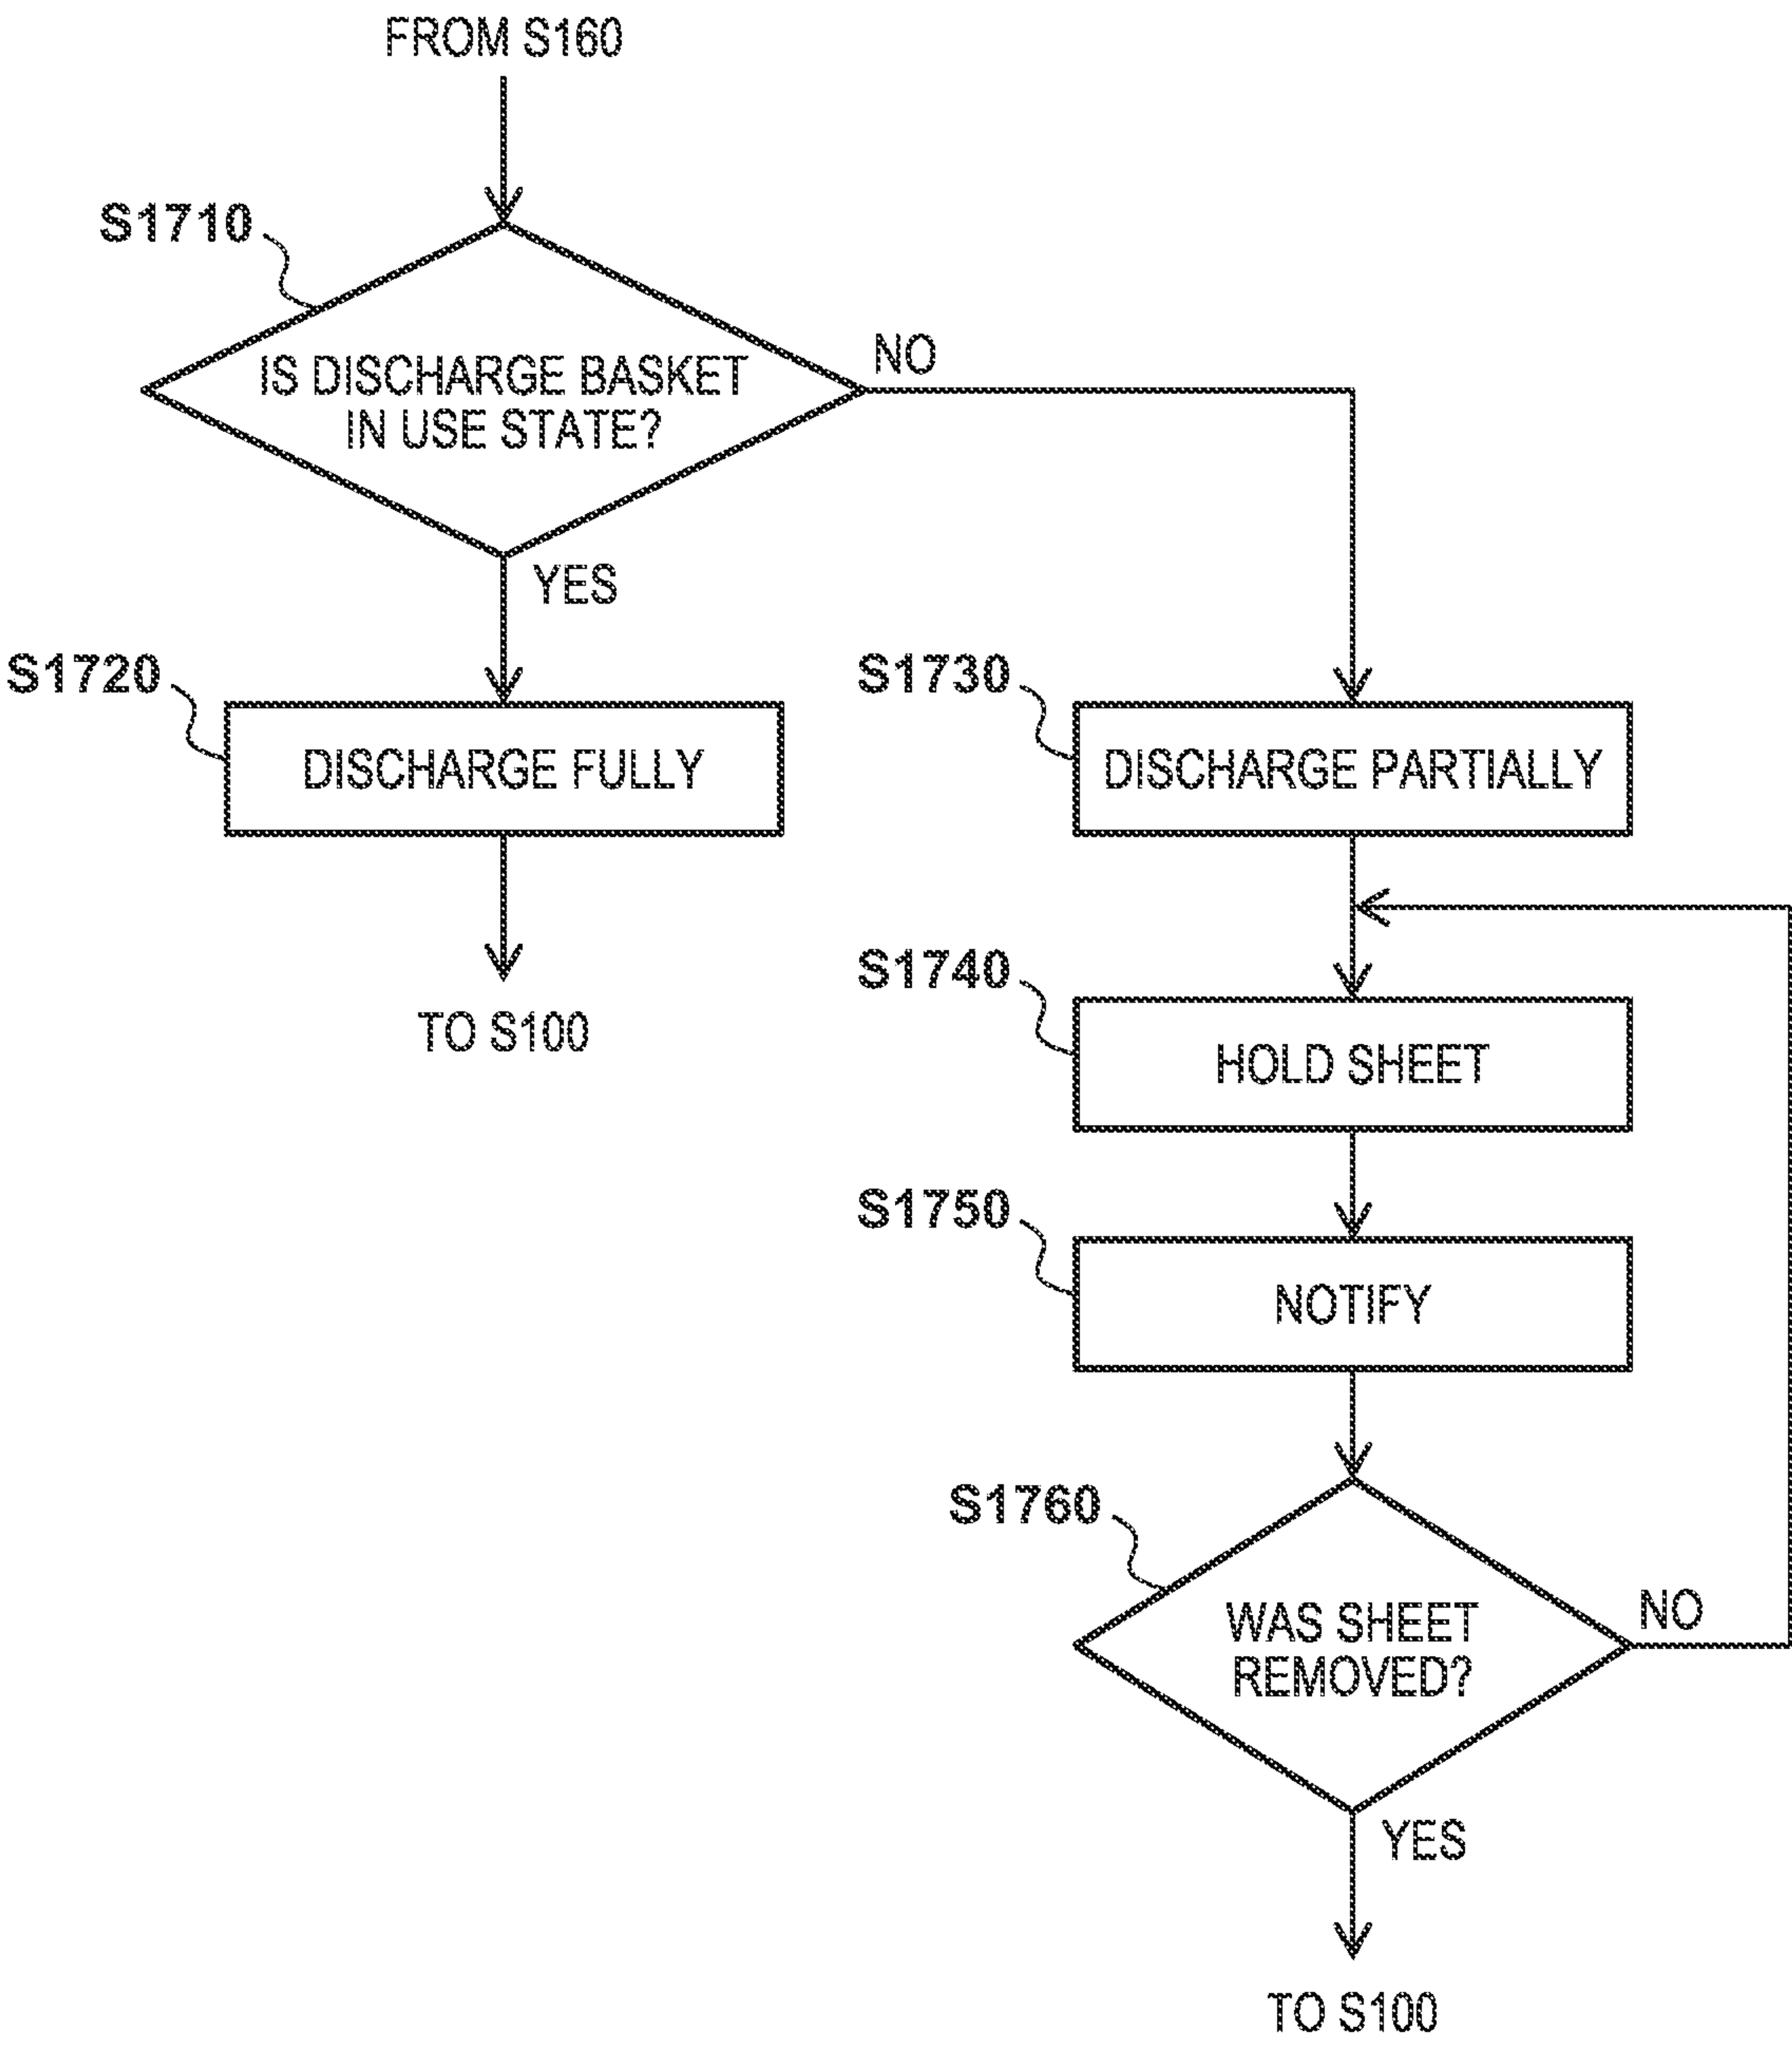 FROM S160
S1710
IS DISCHARGE BASKET
IN USE STATE?
NO
YES
S1720
DISCHARGE FULLY
TO S100
S1730
DISCHARGE PARTIALLY
S1740
HOLD SHEET
S1750
NOTIFY
S1760
WAS SHEET
REMOVED?
NO
YES
TO S100